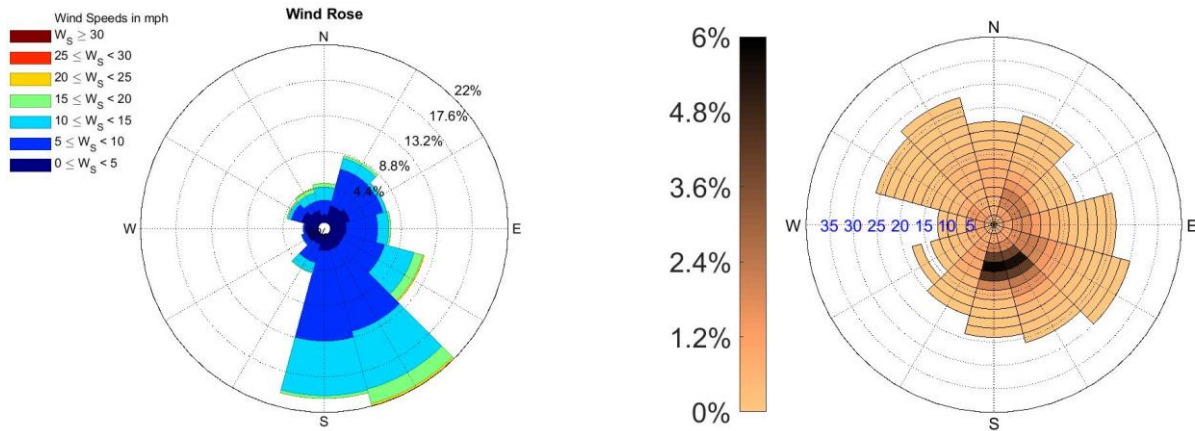 Wind Speeds in mph
W_S ≥ 30
25 ≤ W_S < 30
20 ≤ W_S < 25
15 ≤ W_S < 20
10 ≤ W_S < 15
5 ≤ W_S < 10
0 ≤ W_S < 5
Wind Rose
N
22%
17.6%
13.2%
8.8%
4.4%
W
E
S
6%
4.8%
3.6%
2.4%
1.2%
0%
N
W
35 30 25 20 15 10 5
E
S